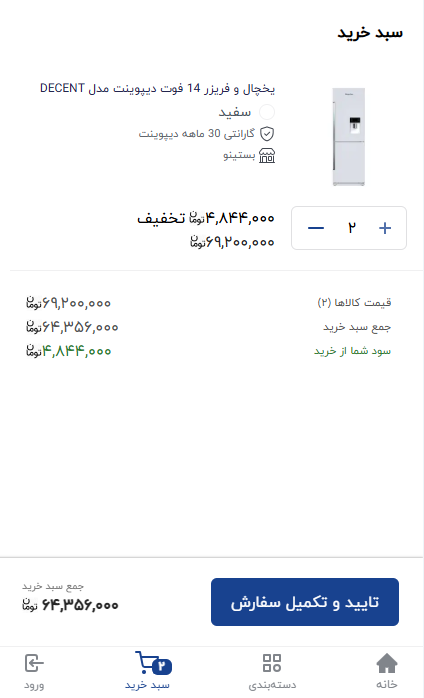 سبد خرید
یخچال و فریزر 14 فوت دیپوینت مدل DECENT
سفید
گارانتی 30 ماهه دیپوینت
بستینو
۴,۸۴۴,۰۰۰ تومان تخفیف
۶۹,۲۰۰,۰۰۰ تومان
۲
قیمت کالاها (۲) ۶۹,۲۰۰,۰۰۰ تومان
جمع سبد خرید ۶۴,۳۵۶,۰۰۰ تومان
سود شما از خرید ۴,۸۴۴,۰۰۰ تومان
تایید و تکمیل سفارش
جمع سبد خرید
۶۴,۳۵۶,۰۰۰ تومان
خانه
دسته‌بندی
۲
سبد خرید
ورود